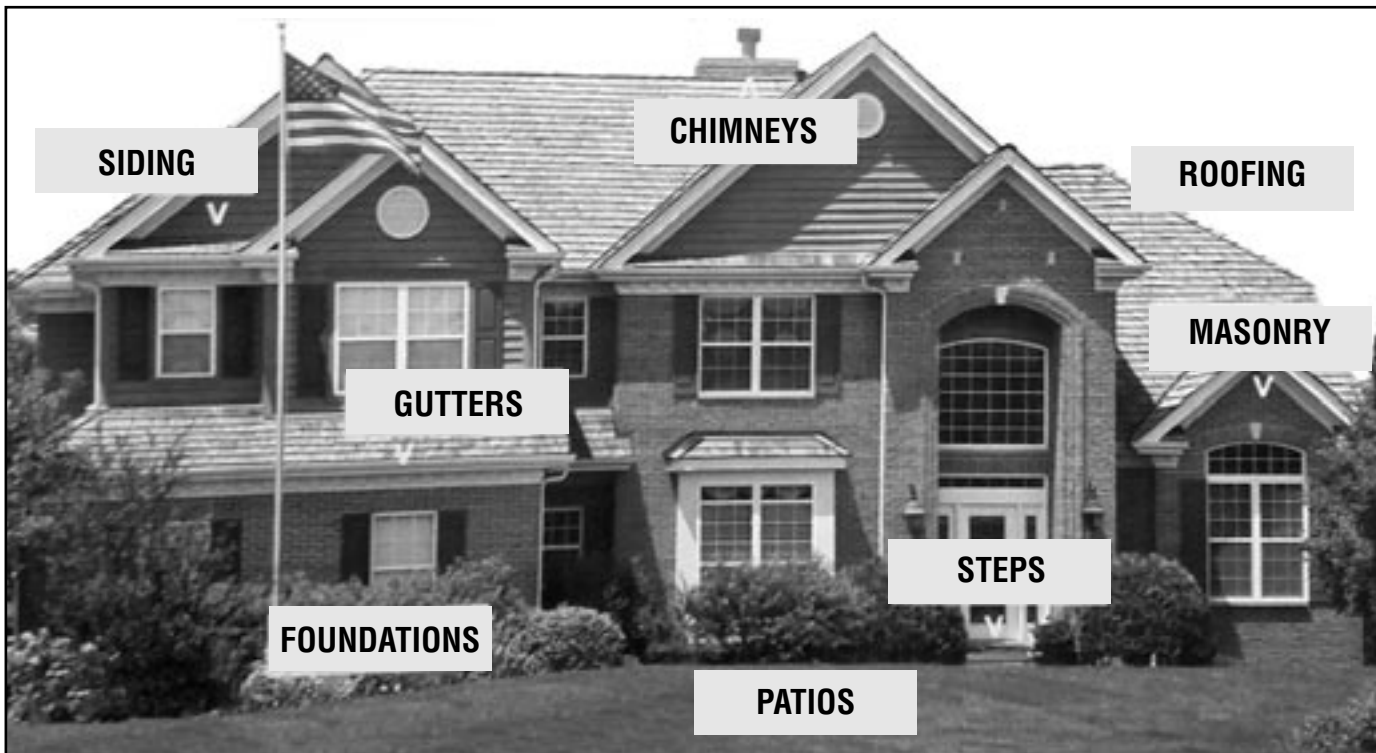 CHIMNEYS
SIDING
ROOFING
MASONRY
GUTTERS
STEPS
FOUNDATIONS
PATIOS